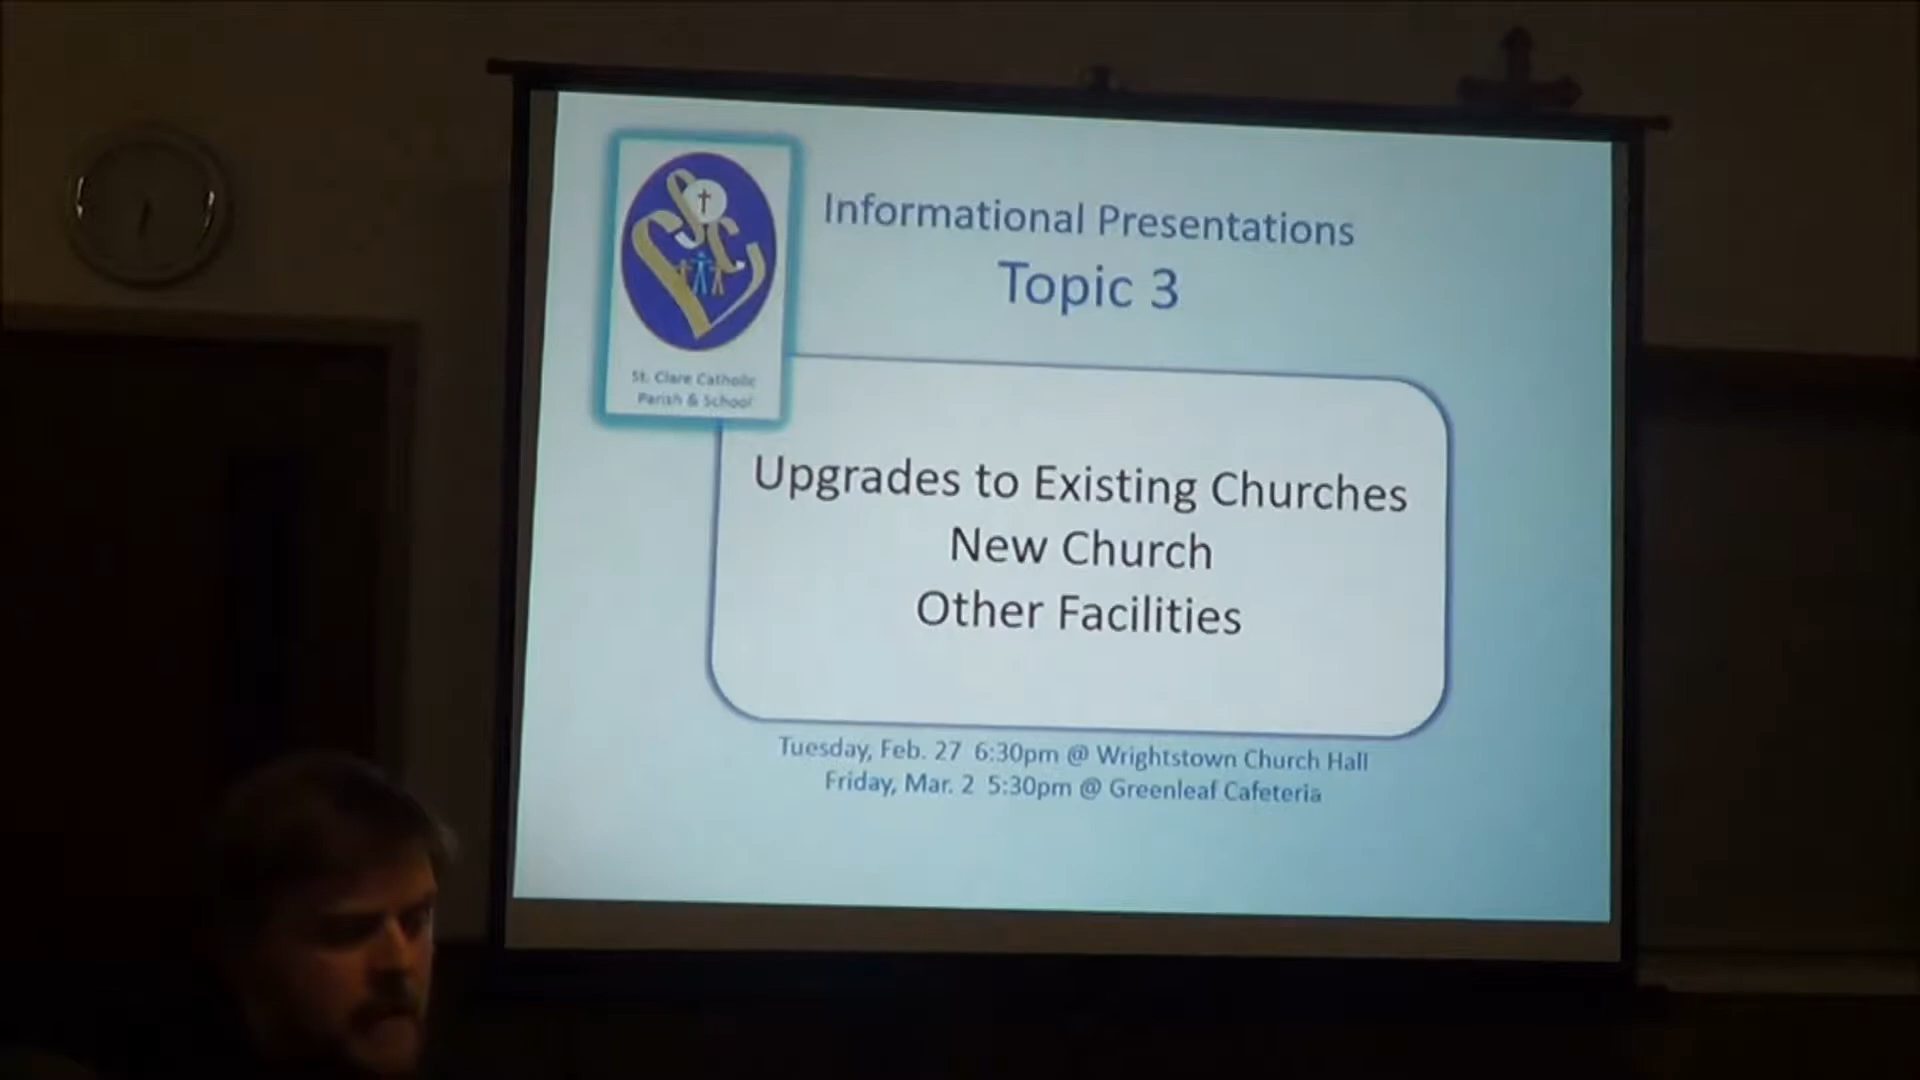 Informational Presentations
Topic 3
St. Clare Catholic
Parish & School
Upgrades to Existing Churches
New Church
Other Facilities
Tuesday, Feb. 27 6:30pm @ Wrightstown Church Hall
Friday, Mar. 2 5:30pm @ Greenleaf Cafeteria